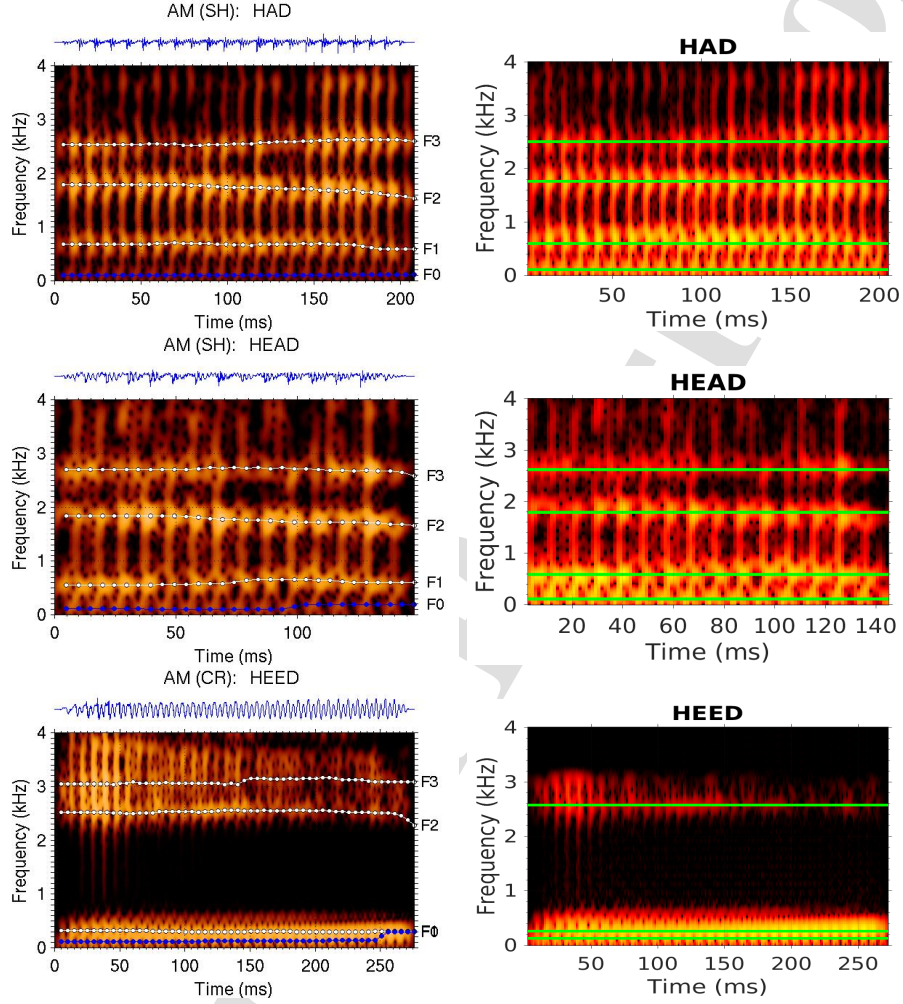 AM (SH): HAD
4
3
2
1
0
Frequency (kHz)
F3
F2
F1
F0
0 50 100 150 200
Time (ms)
HAD
4
3
2
1
0
Frequency (kHz)
50 100 150 200
Time (ms)
AM (SH): HEAD
4
3
2
1
0
Frequency (kHz)
F3
F2
F1
F0
0 50 100
Time (ms)
HEAD
4
3
2
1
0
Frequency (kHz)
20 40 60 80 100 120 140
Time (ms)
AM (CR): HEED
4
3
2
1
0
Frequency (kHz)
F3
F2
0 50 100 150 200 250
Time (ms)
HEED
4
3
2
1
0
Frequency (kHz)
50 100 150 200 250
Time (ms)